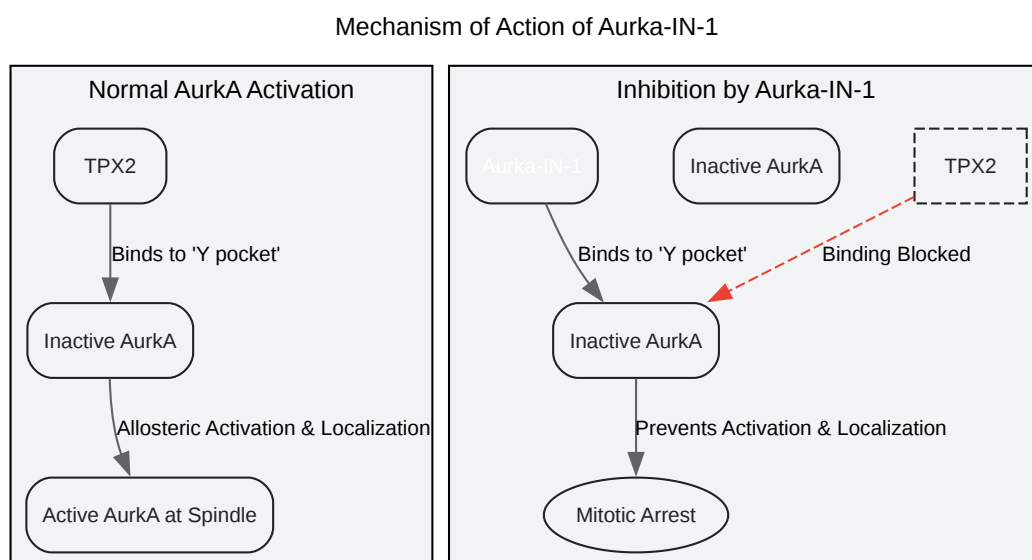 Mechanism of Action of Aurka-IN-1
Normal AurkA Activation
TPX2
Binds to 'Y pocket'
Inactive AurkA
Allosteric Activation & Localization
Active AurkA at Spindle
Inhibition by Aurka-IN-1
Aurka-IN-1
Inactive AurkA
TPX2
Binds to 'Y pocket'
Binding Blocked
Inactive AurkA
Prevents Activation & Localization
Mitotic Arrest